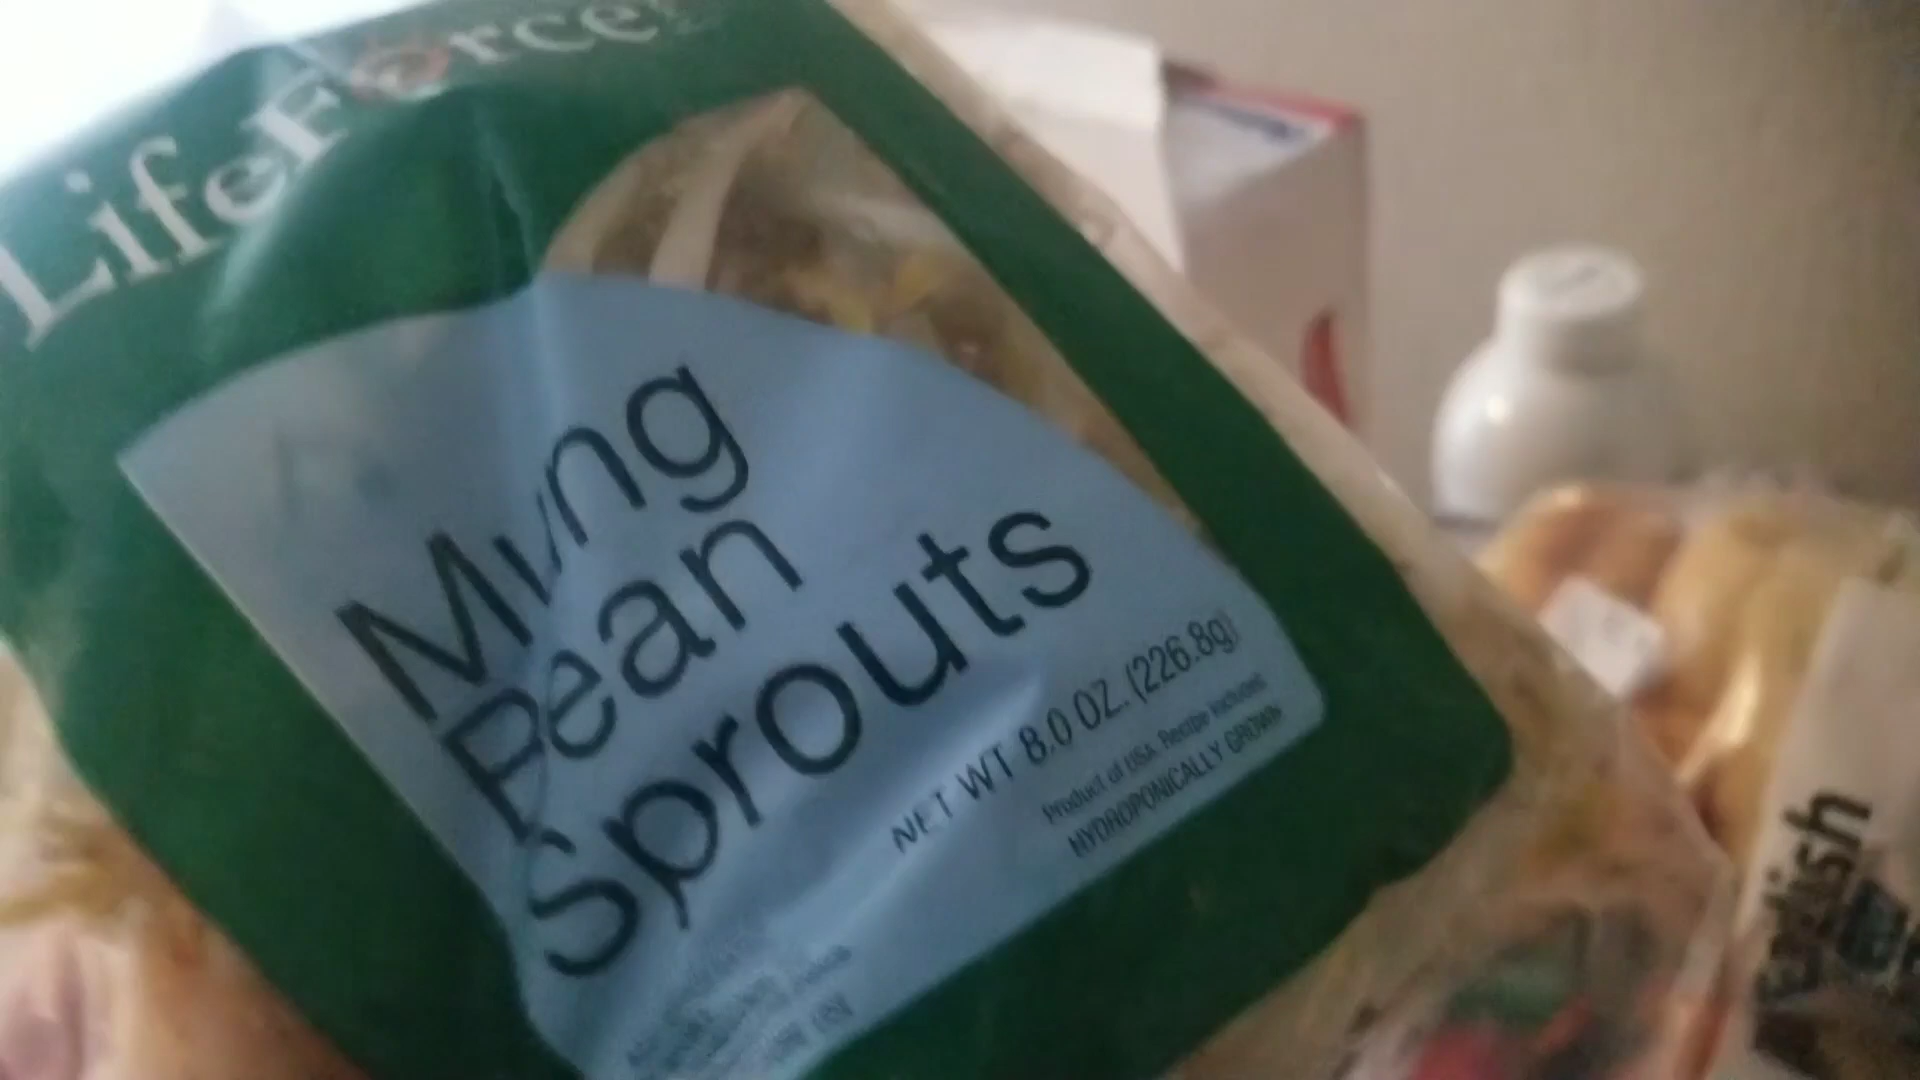 LifeForce
Mung
Bean
Sprouts
NET WT 8.0 OZ. (226.8g)
Product of USA. Recipe Included
HYDROPONICALLY GROWN